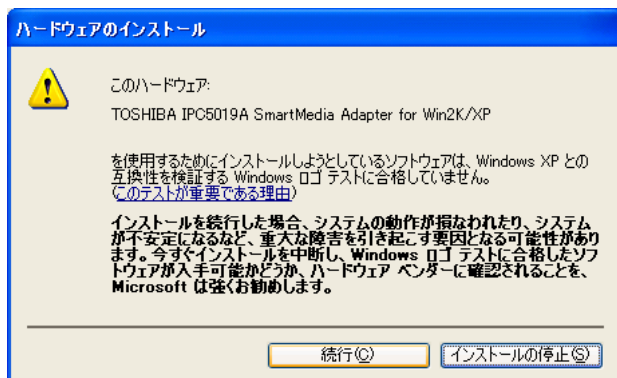 ハードウェアのインストール
このハードウェア:
TOSHIBA IPC5019A SmartMedia Adapter for Win2K/XP
を使用するためにインストールしようとしているソフトウェアは、Windows XP との
互換性を検証する Windows ロゴ テストに合格していません。
(このテストが重要である理由)
インストールを続行した場合、システムの動作が損なわれたり、システム
が不安定になるなど、重大な障害を引き起こす要因となる可能性があり
ます。今すぐインストールを中断し、Windows ロゴ テストに合格したソフ
トウェアが入手可能かどうか、ハードウェア ベンダーに確認されることを、
Microsoft は強くお勧めします。
続行(C)
インストールの停止(S)